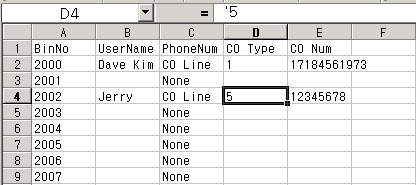 D4 = '5
A B C D E F
1 BinNo UserName PhoneNum CO Type CO Num
2 2000 Dave Kim CO Line 1 17184561973
3 2001 None
4 2002 Jerry CO Line 5 12345678
5 2003 None
6 2004 None
7 2005 None
8 2006 None
9 2007 None